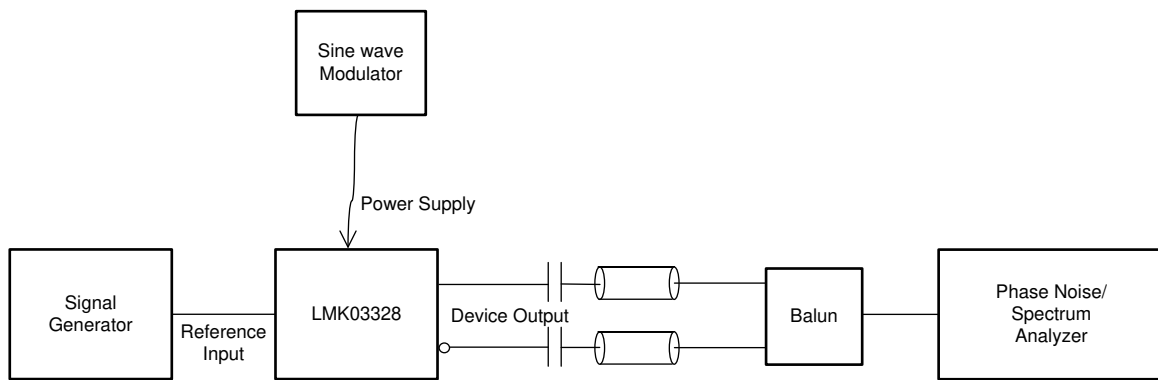 Sine wave
Modulator
Power Supply
Signal
Generator
Reference
Input
LMK03328
Device Output
Balun
Phase Noise/
Spectrum
Analyzer